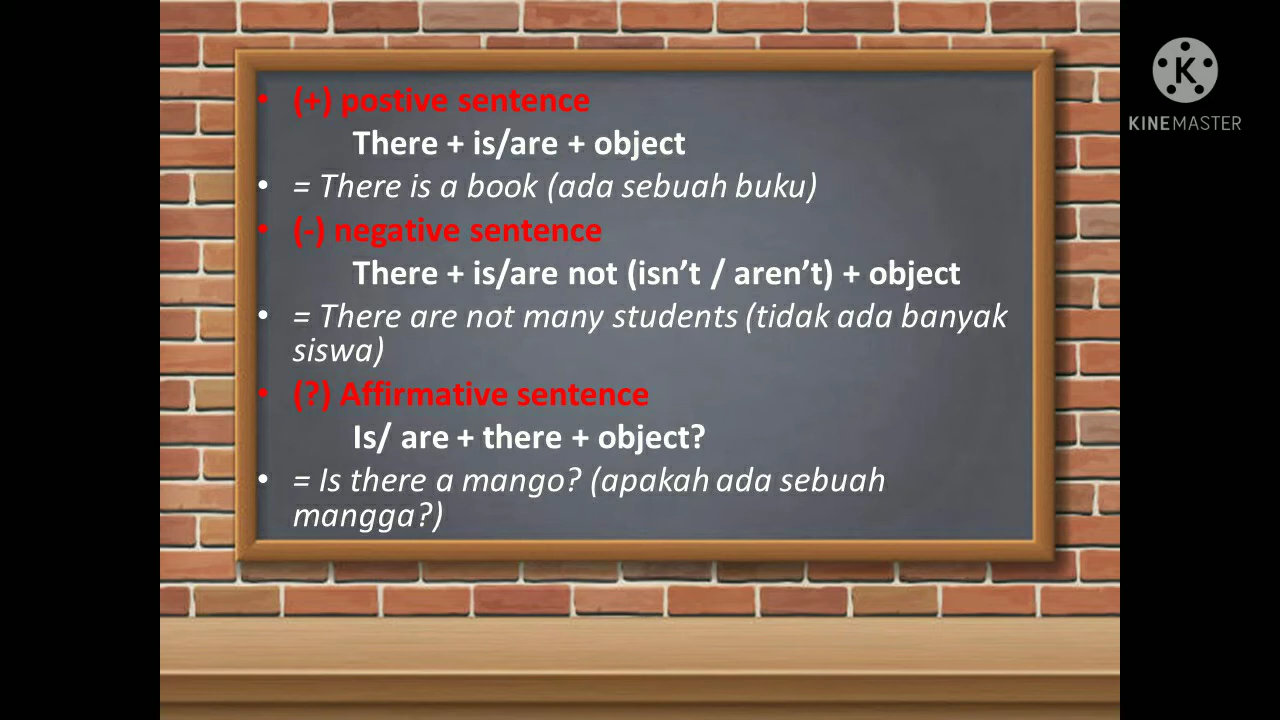 • (+) postive sentence
There + is/are + object
• = There is a book (ada sebuah buku)
• (-) negative sentence
There + is/are not (isn’t / aren’t) + object
• = There are not many students (tidak ada banyak
siswa)
• (?) Affirmative sentence
Is/ are + there + object?
• = Is there a mango? (apakah ada sebuah
mangga?)
K
KINEMASTER